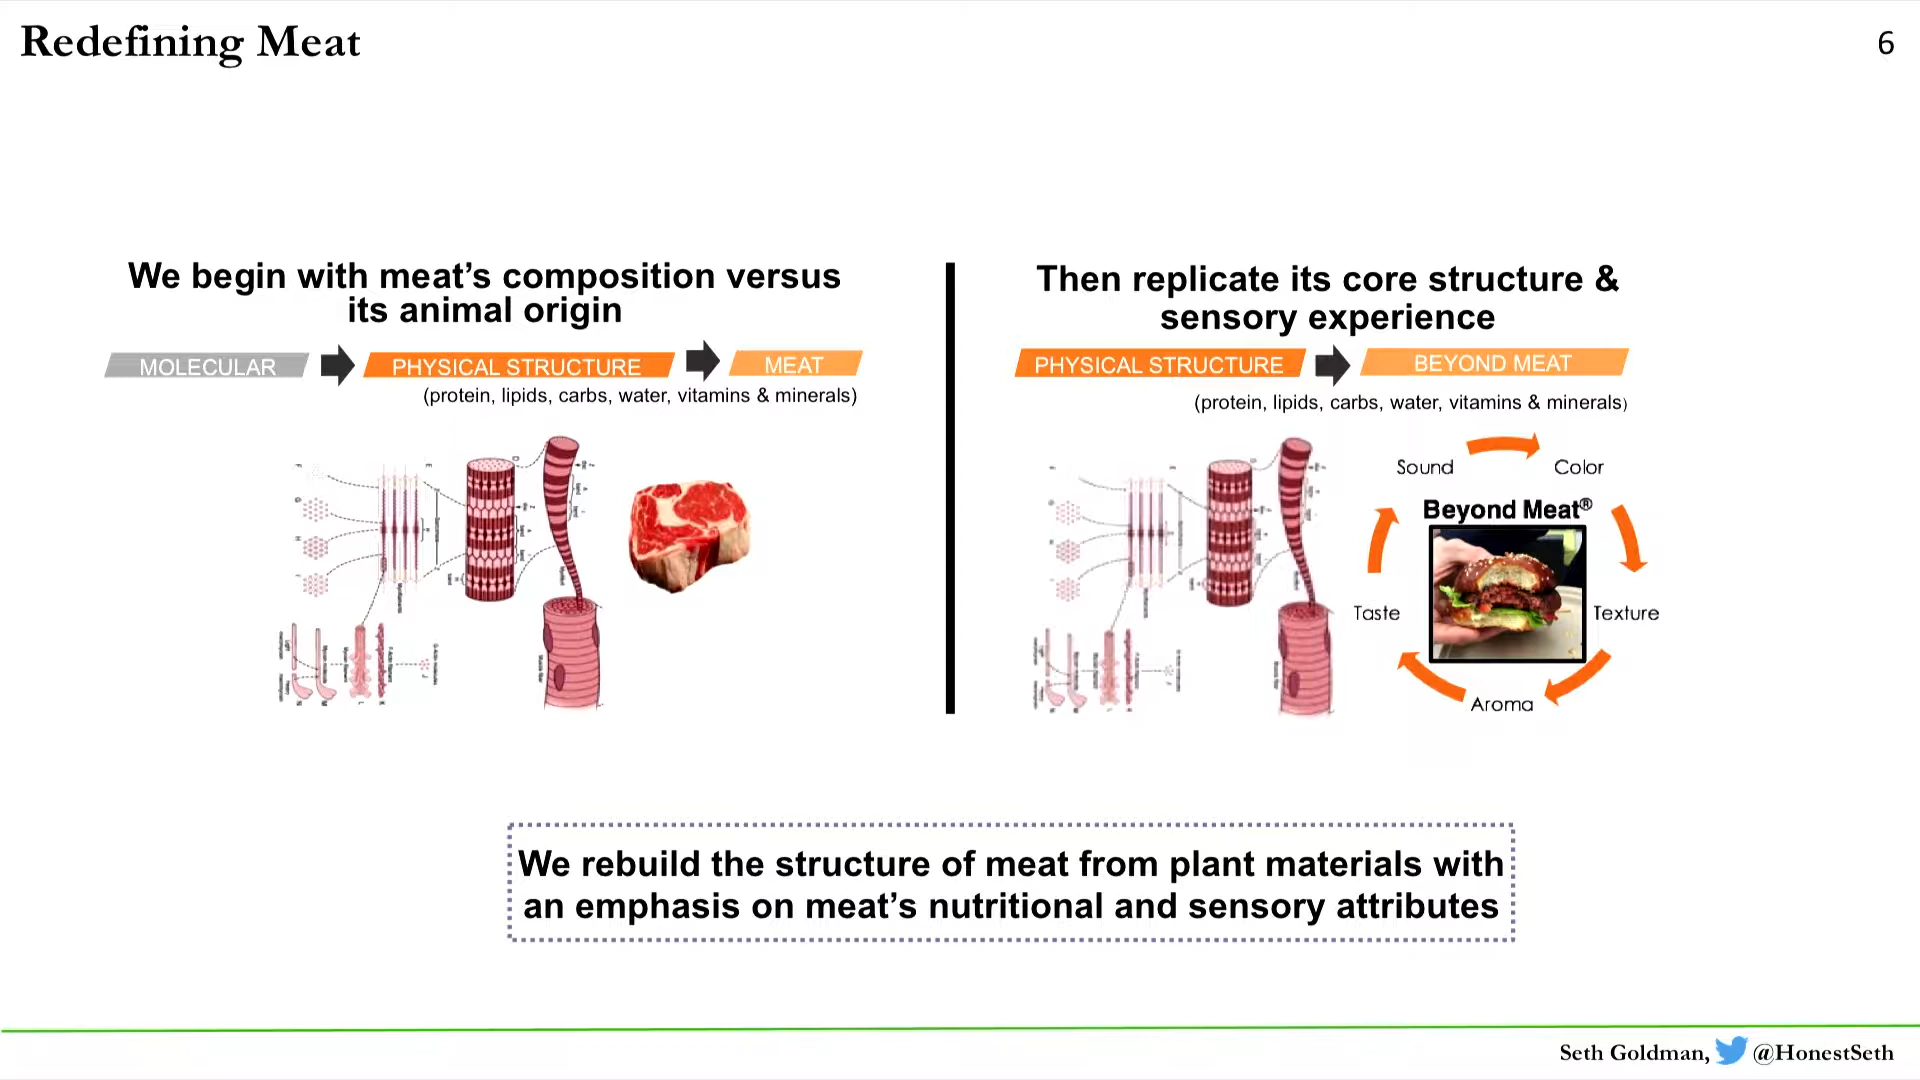 Redefining Meat
6
We begin with meat’s composition versus
its animal origin
MOLECULAR
PHYSICAL STRUCTURE
MEAT
(protein, lipids, carbs, water, vitamins & minerals)
Then replicate its core structure &
sensory experience
PHYSICAL STRUCTURE
BEYOND MEAT
(protein, lipids, carbs, water, vitamins & minerals)
Sound
Color
Beyond Meat®
Taste
Texture
Aroma
We rebuild the structure of meat from plant materials with
an emphasis on meat’s nutritional and sensory attributes
Seth Goldman, @HonestSeth